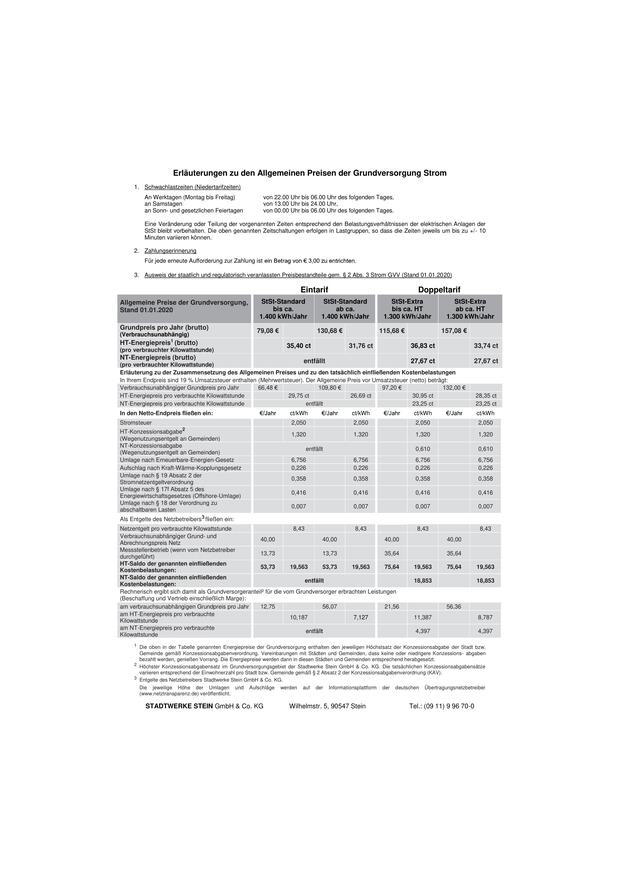 Erläuterungen zu den Allgemeinen Preisen der Grundversorgung Strom
1. Schwachlastzeiten (Niedertarifzeiten)
An Werktagen (Montag bis Freitag) von 22.00 Uhr bis 06.00 Uhr des folgenden Tages,
an Samstagen von 13.00 Uhr bis 24.00 Uhr,
an Sonn- und gesetzlichen Feiertagen von 00.00 Uhr bis 06.00 Uhr des folgenden Tages.
Eine Veränderung oder Teilung der vorgenannten Zeiten entsprechend den Belastungsverhältnissen der elektrischen Anlagen der
StSt bleibt vorbehalten. Die oben genannten Zeitschaltungen erfolgen in Lastgruppen, so dass die Zeiten jeweils um bis zu +/- 10
Minuten variieren können.
2. Zahlungserinnerung
Für jede erneute Aufforderung zur Zahlung ist ein Betrag von € 3,00 zu entrichten.
3. Ausweis der staatlich und regulatorisch veranlassten Preisbestandteile gem. § 2 Abs. 3 Strom GVV (Stand 01.01.2020)
Eintarif Doppeltarif
Allgemeine Preise der Grundversorgung, Stand 01.01.2020 StSt-Standard bis ca. 1.400 kWh/Jahr StSt-Standard ab ca. 1.400 kWh/Jahr StSt-Extra bis ca. HT 1.300 kWh/Jahr StSt-Extra ab ca. HT 1.300 kWh/Jahr
Grundpreis pro Jahr (brutto) 79,08 € 130,68 € 115,68 € 157,08 €
(Verbrauchsunabhängig)
HT-Energiepreis1 (brutto) 35,40 ct 31,76 ct 36,83 ct 33,74 ct
(pro verbrauchter Kilowattstunde)
NT-Energiepreis (brutto) entfällt 27,67 ct 27,67 ct
(pro verbrauchter Kilowattstunde)
Erläuterung zu der Zusammensetzung des Allgemeinen Preises und zu den tatsächlich einfließenden Kostenbelastungen
In Ihrem Endpreis sind 19 % Umsatzsteuer enthalten (Mehrwertsteuer). Der Allgemeine Preis vor Umsatzsteuer (netto) beträgt:
Verbrauchsunabhängiger Grundpreis pro Jahr 66,48 € 109,80 € 97,20 € 132,00 €
HT-Energiepreis pro verbrauchte Kilowattstunde 29,75 ct 26,69 ct 30,95 ct 28,35 ct
NT-Energiepreis pro verbrauchte Kilowattstunde entfällt 23,25 ct 23,25 ct
In den Netto-Endpreis fließen ein: €/Jahr ct/kWh €/Jahr ct/kWh €/Jahr ct/kWh €/Jahr ct/kWh
Stromsteuer 2,050 2,050 2,050 2,050
HT-Konzessionsabgabe2
(Wegenutzungsentgelt an Gemeinden) 1,320 1,320 1,320 1,320
NT-Konzessionsabgabe
(Wegenutzungsentgelt an Gemeinden) entfällt 0,610 0,610
Umlage nach Erneuerbare-Energien-Gesetz 6,756 6,756 6,756 6,756
Aufschlag nach Kraft-Wärme-Kopplungsgesetz 0,226 0,226 0,226 0,226
Umlage nach § 19 Absatz 2 der
Stromnetzentgeltverordnung 0,358 0,358 0,358 0,358
Umlage nach § 17f Absatz 5 des
Energiewirtschaftsgesetzes (Offshore-Umlage) 0,416 0,416 0,416 0,416
Umlage nach § 18 der Verordnung zu
abschaltbaren Lasten 0,007 0,007 0,007 0,007
Als Entgelte des Netzbetreibers3 fließen ein:
Netzentgelt pro verbrauchte Kilowattstunde 8,43 8,43 8,43 8,43
Verbrauchsunabhängiger Grund- und
Abrechnungspreis Netz 40,00 40,00 40,00 40,00
Messstellenbetrieb (wenn vom Netzbetreiber
durchgeführt) 13,73 13,73 35,64 35,64
HT-Saldo der genannten einfließenden
Kostenbelastungen: 53,73 19,563 53,73 19,563 75,64 19,563 75,64 19,563
NT-Saldo der genannten einfließenden
Kostenbelastungen: entfällt 18,853 18,853
Rechnerisch ergibt sich damit als Grundversorgeranteil3 für die vom Grundversorger erbrachten Leistungen
(Beschaffung und Vertrieb einschließlich Marge):
am verbrauchsunabhängigen Grundpreis pro Jahr 12,75 56,07 21,56 56,36
am HT-Energiepreis pro verbrauchte
Kilowattstunde 10,187 7,127 11,387 8,787
am NT-Energiepreis pro verbrauchte
Kilowattstunde entfällt 4,397 4,397
1 Die oben in der Tabelle genannten Energiepreise der Grundversorgung enthalten den jeweiligen Höchstsatz der Konzessionsabgabe der Stadt bzw.
Gemeinde gemäß Konzessionsabgabenverordnung. Vereinbarungen mit Städten und Gemeinden, dass keine oder niedrigere Konzessions- abgaben
bezahlt werden, genießen Vorrang. Die Energiepreise werden dann in diesen Städten und Gemeinden entsprechend herabgesetzt.
2 Höchster Konzessionsabgabensatz im Grundversorgungsgebiet der Stadtwerke Stein GmbH & Co. KG. Die tatsächlichen Konzessionsabgabensätze
variieren entsprechend der Einwohnerzahl pro Stadt bzw. Gemeinde gemäß § 2 Absatz 2 der Konzessionsabgabenverordnung (KAV).
3 Entgelte des Netzbetreibers Stadtwerke Stein GmbH & Co. KG.
Die jeweilige Höhe der Umlagen und Aufschläge werden auf der Informationsplattform der deutschen Übertragungsnetzbetreiber
(www.netztransparenz.de) veröffentlicht.
STADTWERKE STEIN GmbH & Co. KG Wilhelmstr. 5, 90547 Stein Tel.: (09 11) 9 96 70-0